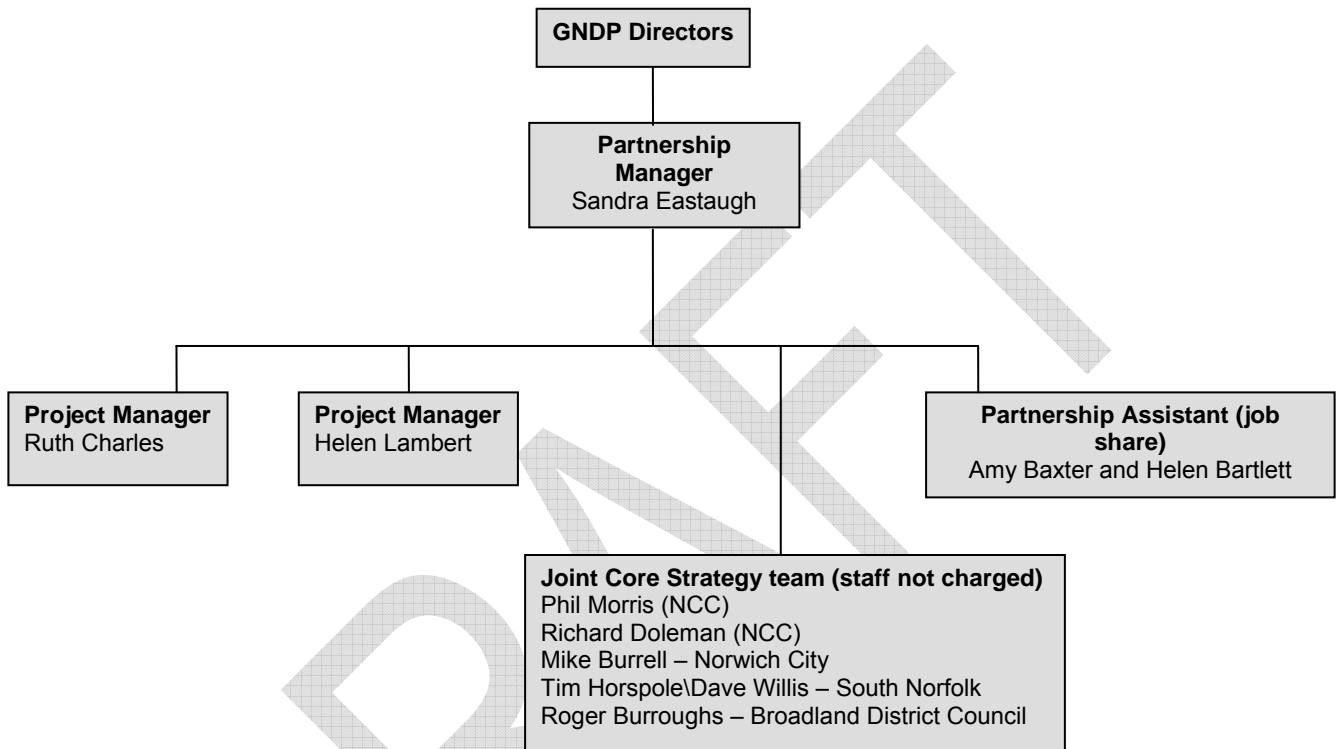 GNDP Directors
Partnership
Manager
Sandra Eastaugh
Project Manager
Ruth Charles
Project Manager
Helen Lambert
Partnership Assistant (job
share)
Amy Baxter and Helen Bartlett
Joint Core Strategy team (staff not charged)
Phil Morris (NCC)
Richard Doleman (NCC)
Mike Burrell – Norwich City
Tim Horspole\Dave Willis – South Norfolk
Roger Burroughs – Broadland District Council
DRAFT